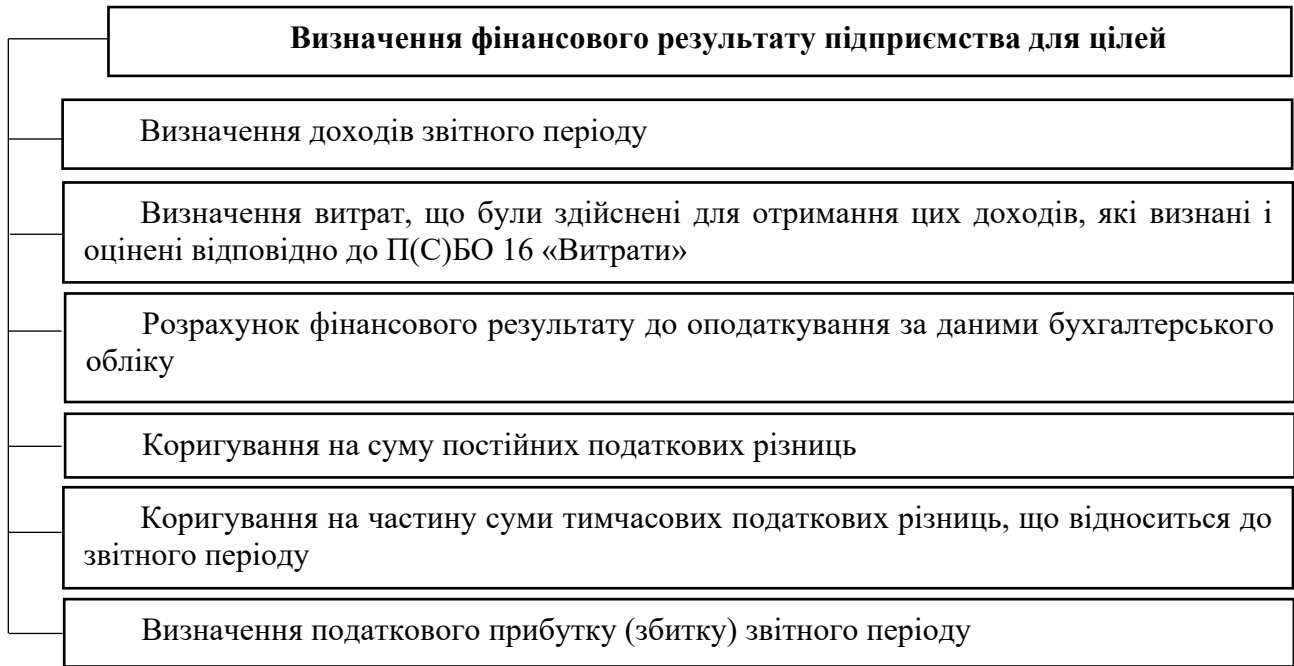 Визначення фінансового результату підприємства для цілей
Визначення доходів звітного періоду
Визначення витрат, що були здійснені для отримання цих доходів, які визнані і
оцінені відповідно до П(С)БО 16 «Витрати»
Розрахунок фінансового результату до оподаткування за даними бухгалтерського
обліку
Коригування на суму постійних податкових різниць
Коригування на частину суми тимчасових податкових різниць, що відноситься до
звітного періоду
Визначення податкового прибутку (збитку) звітного періоду